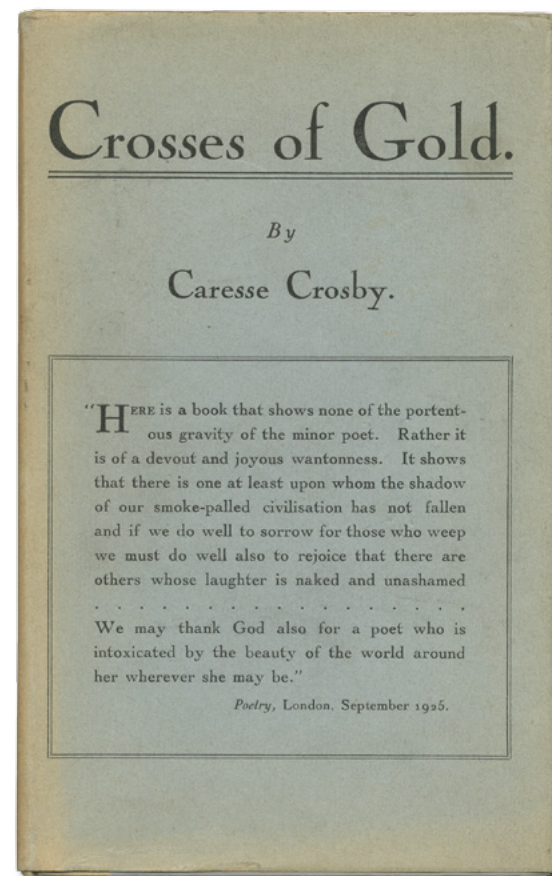 Crosses of Gold.
By
Caresse Crosby.
"HERE is a book that shows none of the portent-
ous gravity of the minor poet. Rather it
is of a devout and joyous wantonness. It shows
that there is one at least upon whom the shadow
of our smoke-palled civilisation has not fallen
and if we do well to sorrow for those who weep
we must do well also to rejoice that there are
others whose laughter is naked and unashamed
. . . . . . . . . . . . . . . .
We may thank God also for a poet who is
intoxicated by the beauty of the world around
her wherever she may be."
Poetry, London. September 1925.